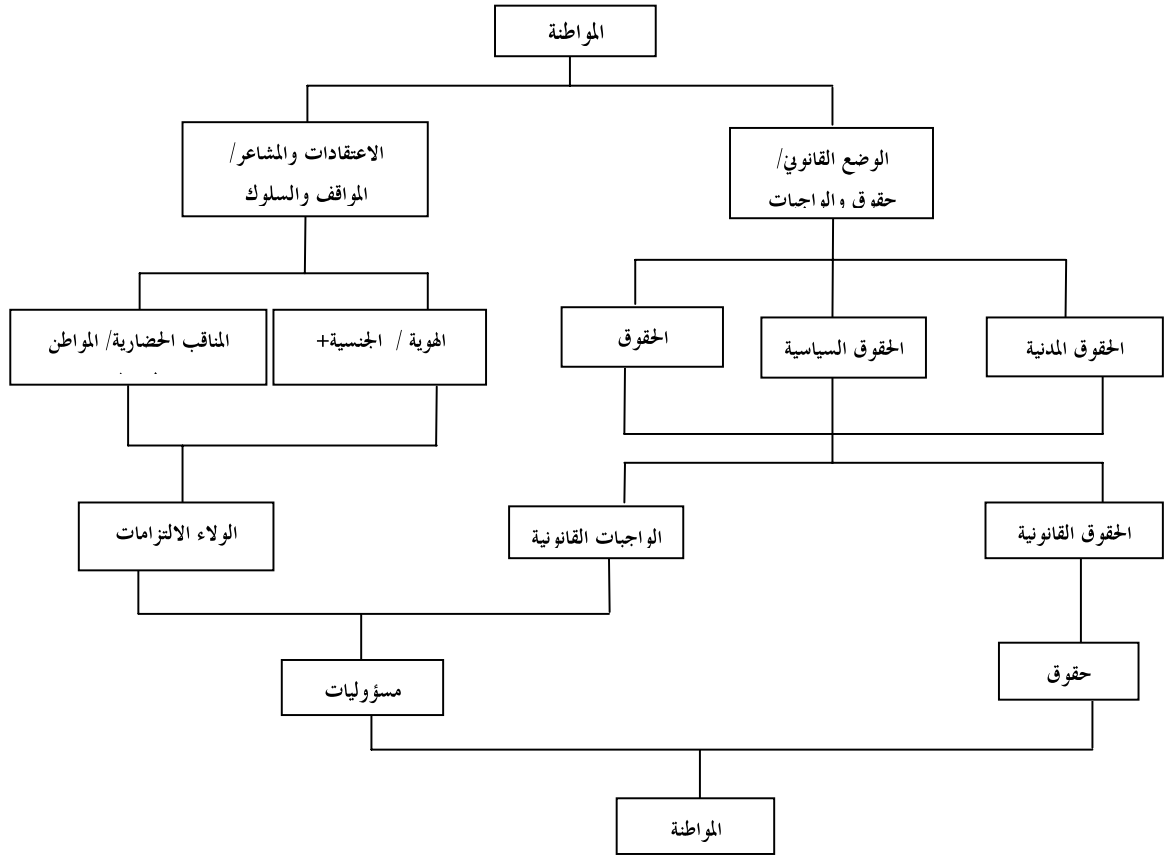 المواطنة
الوضع القانوني/
حقوق والواجبات
الاعتقادات والمشاعر/
المواقف والسلوك
الحقوق المدنية
الحقوق السياسية
الحقوق
الهوية / الجنسية+
المناقب الحضارية/ المواطن
الحقوق القانونية
الواجبات القانونية
الولاء الالتزامات
حقوق
مسؤوليات
المواطنة